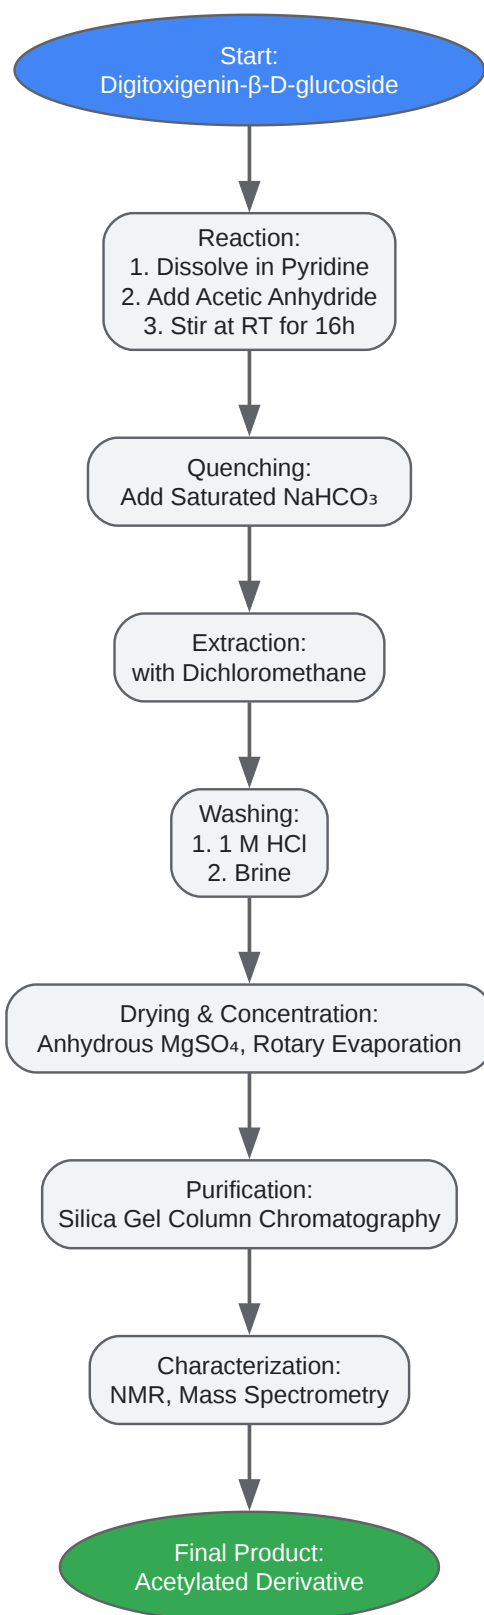 Start:
Digitoxigenin-β-D-glucoside
Reaction:
1. Dissolve in Pyridine
2. Add Acetic Anhydride
3. Stir at RT for 16h
Quenching:
Add Saturated NaHCO₃
Extraction:
with Dichloromethane
Washing:
1. 1 M HCl
2. Brine
Drying & Concentration:
Anhydrous MgSO₄, Rotary Evaporation
Purification:
Silica Gel Column Chromatography
Characterization:
NMR, Mass Spectrometry
Final Product:
Acetylated Derivative